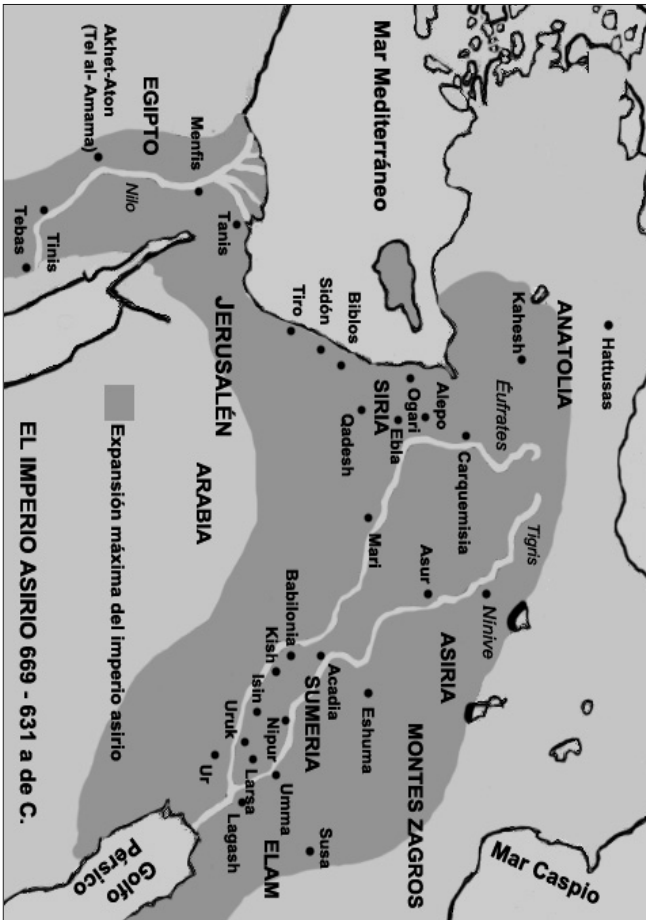 Mar Mediterráneo
Mar Caspio
Golfo
Pérsico
ANATOLIA
Hattusas
Kahesh
Éufrates
Tigris
Carquemisia
Alepo
Ogari
Ebla
SIRIA
Qadesh
Biblos
Sidón
Tiro
JERUSALÉN
Mari
Asur
Nínive
ASIRIA
MONTES ZAGROS
Eshuma
Acadia
SUMERIA
Babilonia
Kish
Isin
Nipur
Uruk
Larsa
Umma
Ur
Lagash
Susa
ELAM
ARABIA
EGIPTO
Menfis
Tanis
Nilo
Akhet-Aton
(Tel al- Amama)
Tinis
Tebas
Expansión máxima del imperio asirio
EL IMPERIO ASIRIO 669 - 631 a de C.